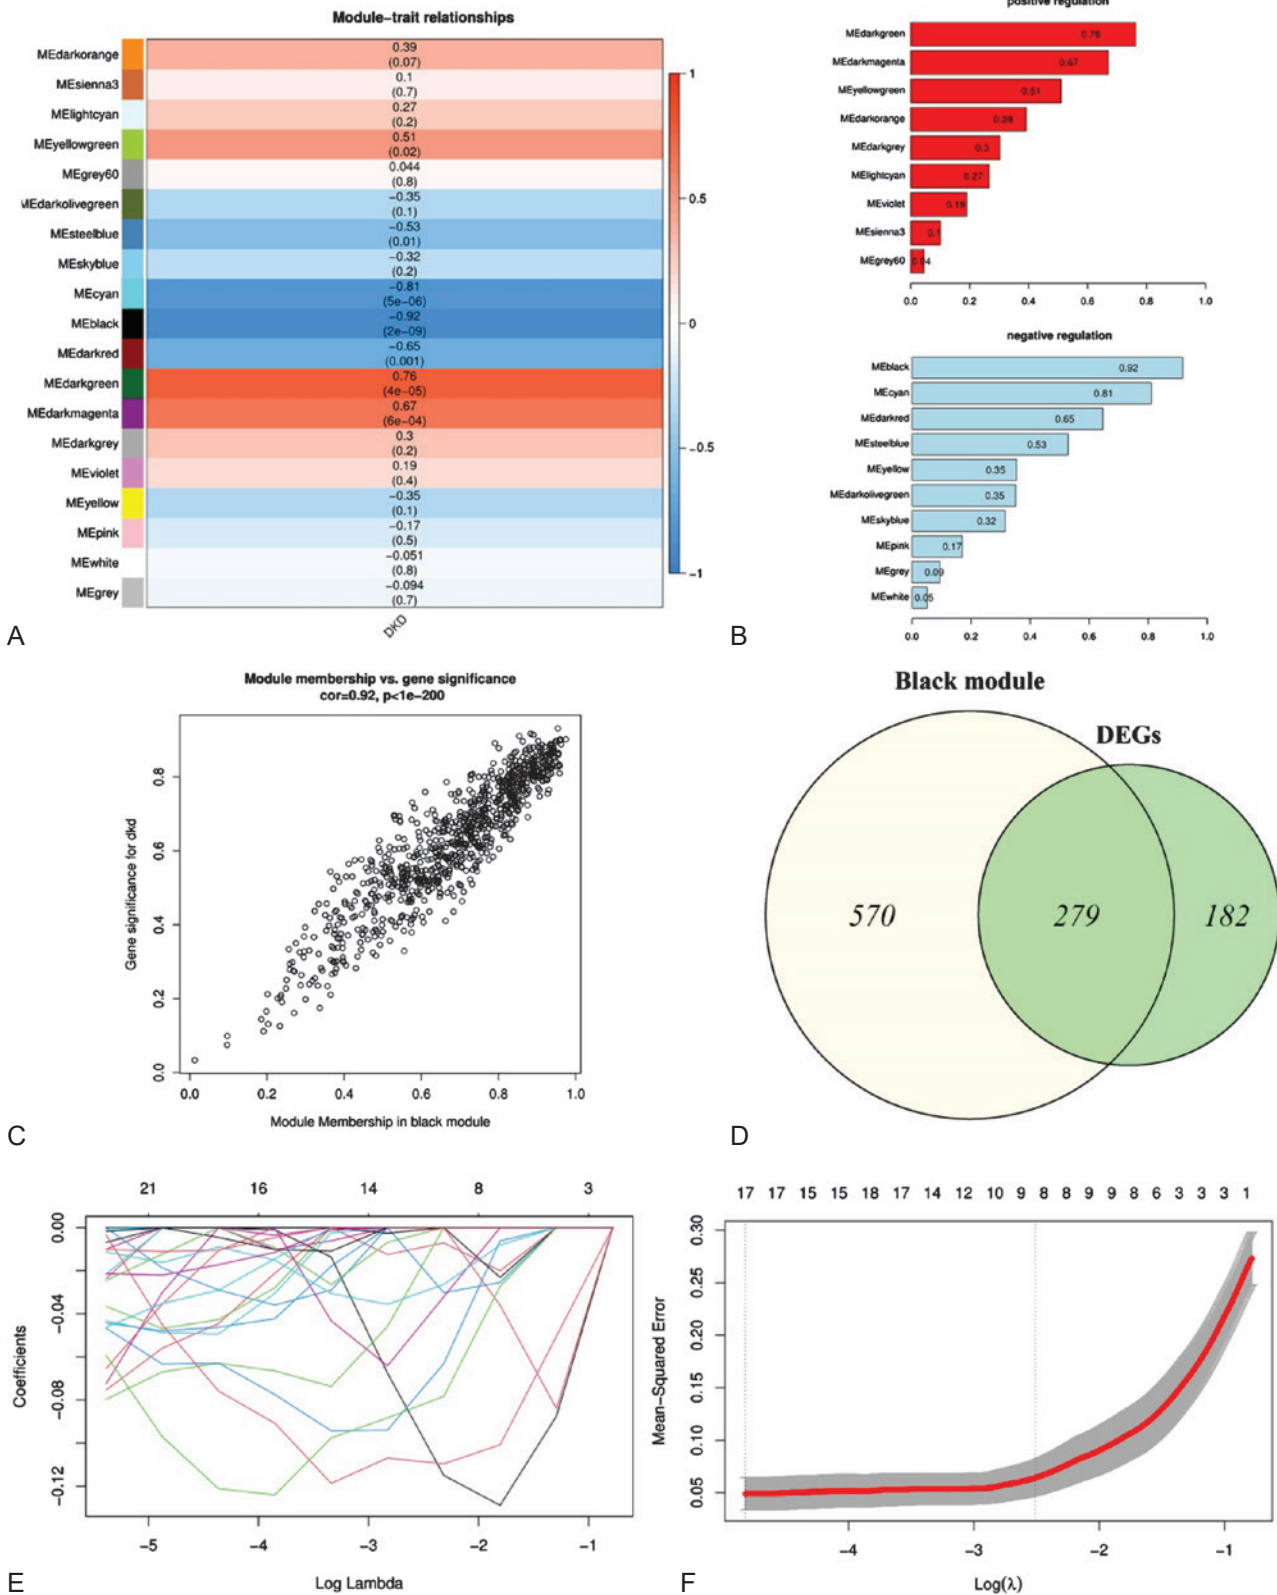 Module-trait relationships
MEdarkorange 0.39 (0.07)
MEsienna3 0.1 (0.7)
MElightcyan 0.27 (0.2)
MEyellowgreen 0.51 (0.02)
MEgrey60 0.044 (0.8)
MEdarkolivegreen -0.35 (0.1)
MEsteelblue -0.53 (0.01)
MEskyblue -0.32 (0.2)
MEcyan -0.81 (5e-06)
MEblack -0.92 (2e-09)
MEdarkred -0.65 (0.001)
MEdarkgreen 0.76 (4e-05)
MEdarkmagenta 0.67 (6e-04)
MEdarkgrey 0.3 (0.2)
MEviolet 0.19 (0.4)
MEyellow -0.35 (0.1)
MEpink -0.17 (0.5)
MEwhite -0.051 (0.8)
MEgrey -0.094 (0.7)
1
0.5
0
-0.5
-1
DKD
A
positive regulation
MEdarkgreen 0.76
MEdarkmagenta 0.67
MEyellowgreen 0.51
MEdarkorange 0.39
MEdarkgrey 0.3
MElightcyan 0.27
MEviolet 0.19
MEsienna3 0.1
MEgrey60 0.04
0.0 0.2 0.4 0.6 0.8 1.0
negative regulation
MEblack 0.92
MEcyan 0.81
MEdarkred 0.65
MEsteelblue 0.53
MEyellow 0.35
MEdarkolivegreen 0.35
MEskyblue 0.32
MEpink 0.17
MEgrey 0.09
MEwhite 0.05
0.0 0.2 0.4 0.6 0.8 1.0
B
Module membership vs. gene significance
cor=0.92, p<1e-200
Gene significance for dkd
0.8
0.6
0.4
0.2
0.0
0.0 0.2 0.4 0.6 0.8 1.0
Module Membership in black module
C
Black module
DEGs
570 279 182
D
21 16 14 8 3
Coefficients
0.00
-0.04
-0.08
-0.12
-5 -4 -3 -2 -1
Log Lambda
E
17 17 15 15 18 17 14 12 10 9 8 8 9 9 8 6 3 3 3 1
Mean-Squared Error
0.30
0.25
0.20
0.15
0.10
0.05
-4 -3 -2 -1
Log(λ)
F